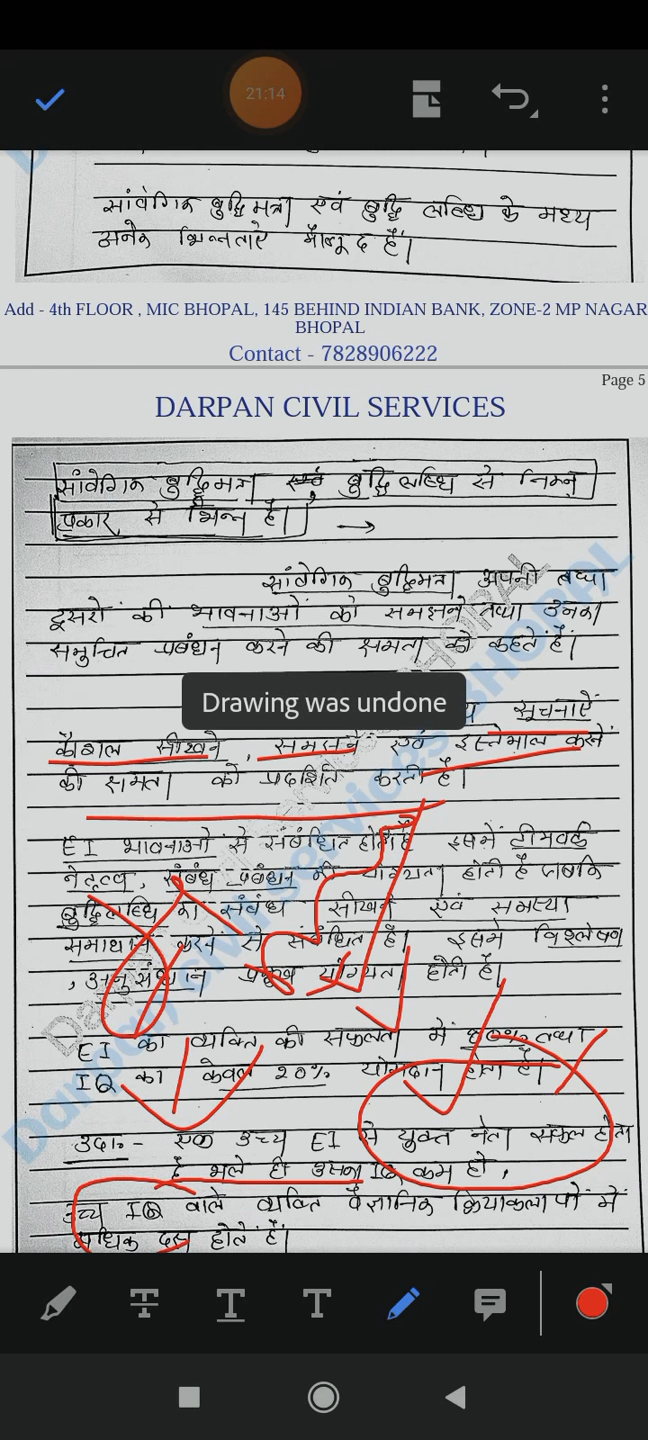 21:14
सांवेगिक बुद्धिमत्ता एवं बुद्धि लब्धि के मध्य
अनेक भिन्नताऐं मौजूद हैं।
Add - 4th FLOOR , MIC BHOPAL, 145 BEHIND INDIAN BANK, ZONE-2 MP NAGAR
BHOPAL
Contact - 7828906222
Page 5
DARPAN CIVIL SERVICES
सांवेगिक बुद्धिमत्ता एवं बुद्धि लब्धि से निम्न
प्रकार से भिन्न है। →
सांवेगिक बुद्धिमत्ता अपनी तथा
दूसरों की भावनाओं को समझने तथा उनका
समुचित प्रबंधन करने की क्षमता को कहते हैं।
Drawing was undone
सूचनाऐं
कौशल सीखने, समझने एवं इस्तेमाल करने
की क्षमता को प्रदर्शित करती है।
EI भावनाओं से संबंधित होती है इसमें टीमवर्क
नेतृत्व, संबंध प्रबंधन की योग्यता होती है जबकि
बुद्धिलब्धि का संबंध सीखने एवं समस्या
समाधान करने से संबंधित है। इसमें विश्लेषण
, अनुसंधान योग्यता होती है।
EI का व्यक्ति की सफलता में तथा
IQ का केवल 20% योगदान होता है।
उदा:- एक उच्च EI से युक्त नेता सफल होता
है भले ही उसका IQ कम हो,
उच्च IQ वाले व्यक्ति वैज्ञानिक क्रियाकलापों में
अधिक दक्ष होते हैं।